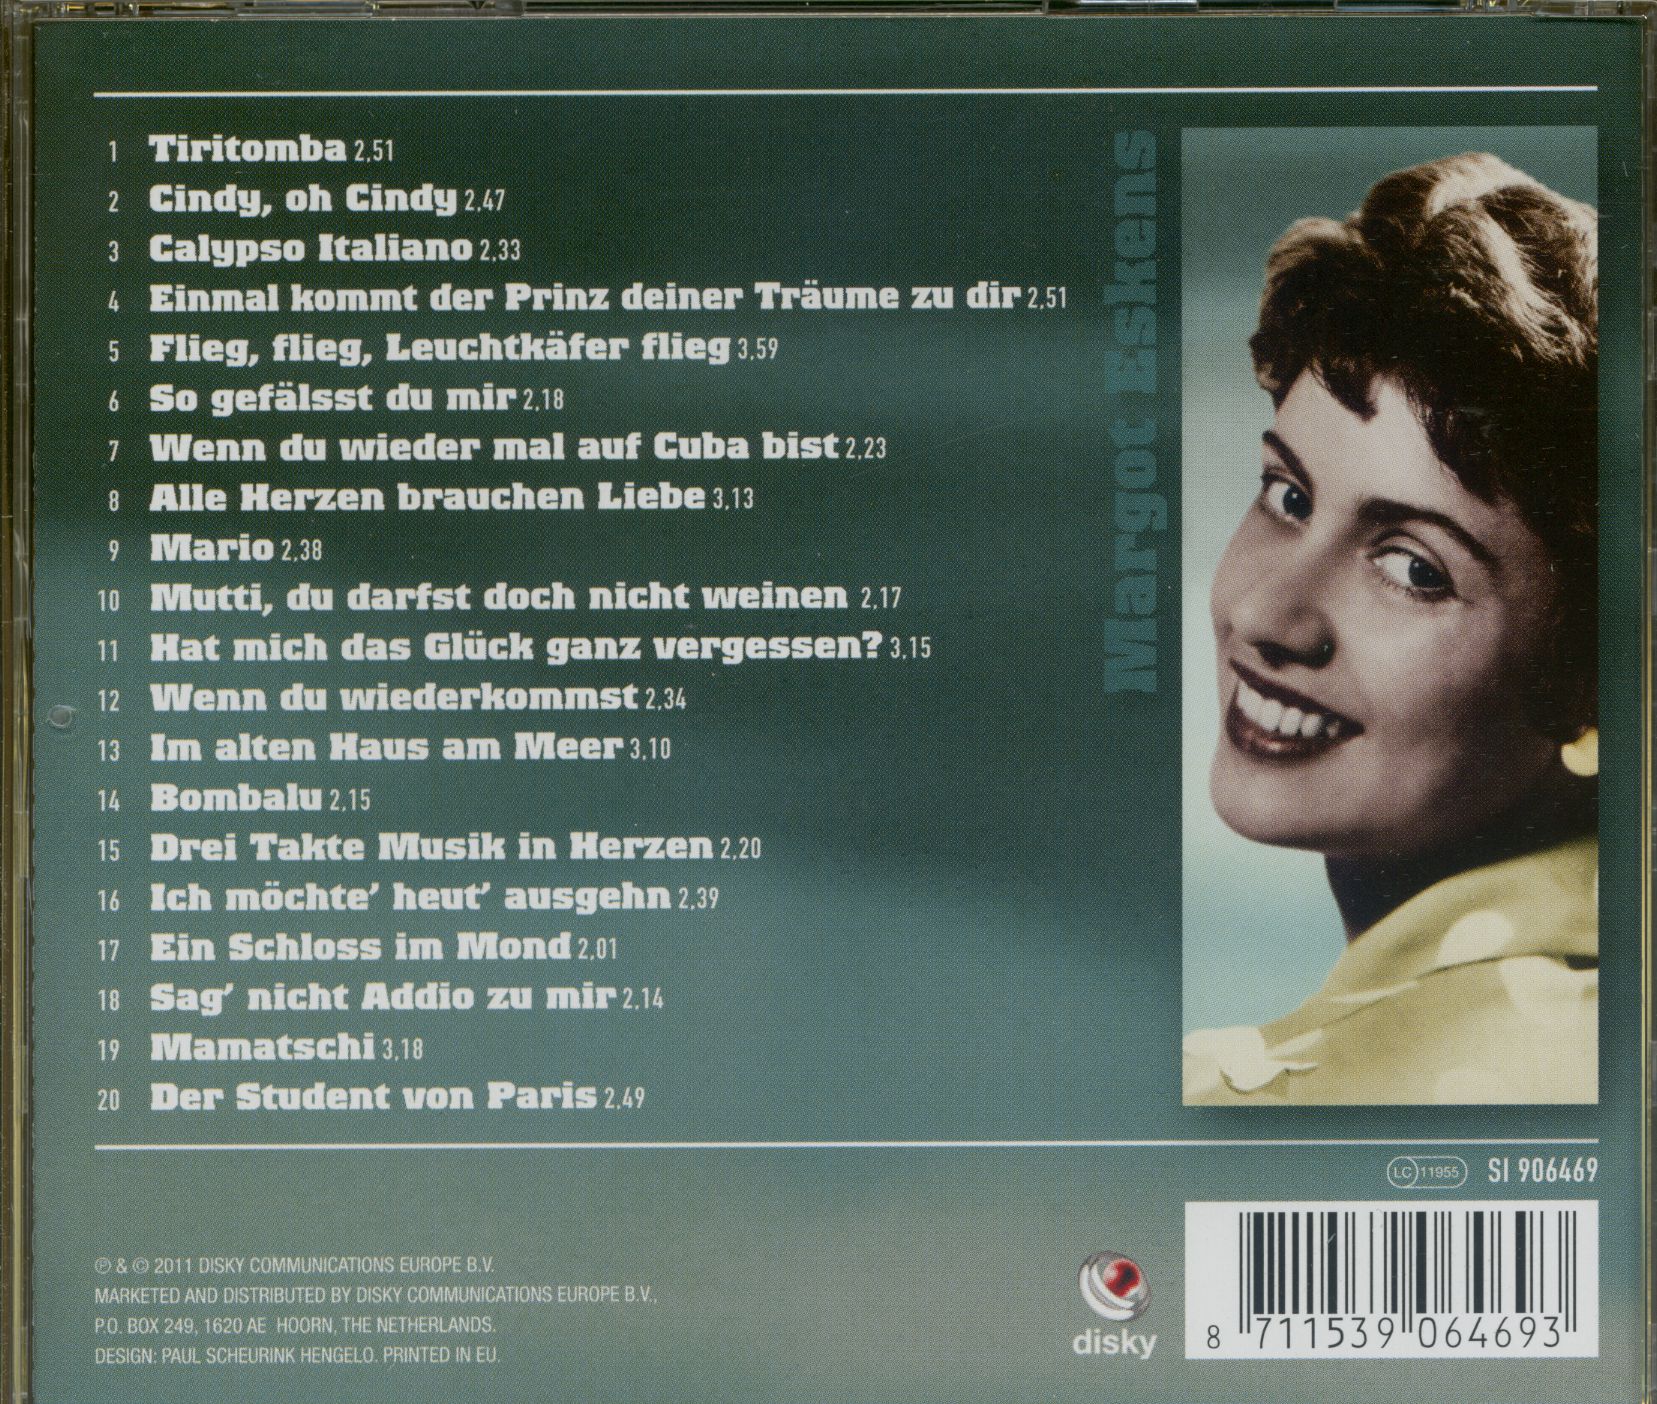 1 Tiritomba 2.51
2 Cindy, oh Cindy 2.47
3 Calypso Italiano 2.33
4 Einmal kommt der Prinz deiner Träume zu dir 2.51
5 Flieg, flieg, Leuchtkäfer flieg 3.59
6 So gefälsst du mir 2.18
7 Wenn du wieder mal auf Cuba bist 2.23
8 Alle Herzen brauchen Liebe 3.13
9 Mario 2.38
10 Mutti, du darfst doch nicht weinen 2.17
11 Hat mich das Glück ganz vergessen? 3.15
12 Wenn du wiederkommst 2.34
13 Im alten Haus am Meer 3.10
14 Bombalu 2.15
15 Drei Takte Musik in Herzen 2.20
16 Ich möchte' heut' ausgehn 2.39
17 Ein Schloss im Mond 2.01
18 Sag' nicht Addio zu mir 2.14
19 Mamatschi 3.18
20 Der Student von Paris 2.49
Margot Eskens
LC 11955 SI 906469
℗ & © 2011 DISKY COMMUNICATIONS EUROPE B.V.
MARKETED AND DISTRIBUTED BY DISKY COMMUNICATIONS EUROPE B.V.,
P.O. BOX 249, 1620 AE HOORN, THE NETHERLANDS.
DESIGN: PAUL SCHEURINK HENGELO. PRINTED IN EU.
disky
8 711539 064693